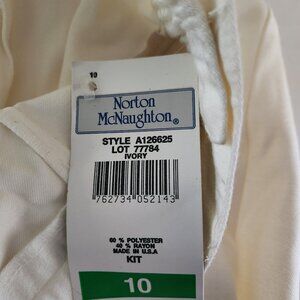 10
Norton
McNaughton®
STYLE A126625
LOT 77784
IVORY
762734 052143
60 % POLYESTER
40 % RAYON
MADE IN U.S.A
KIT
10